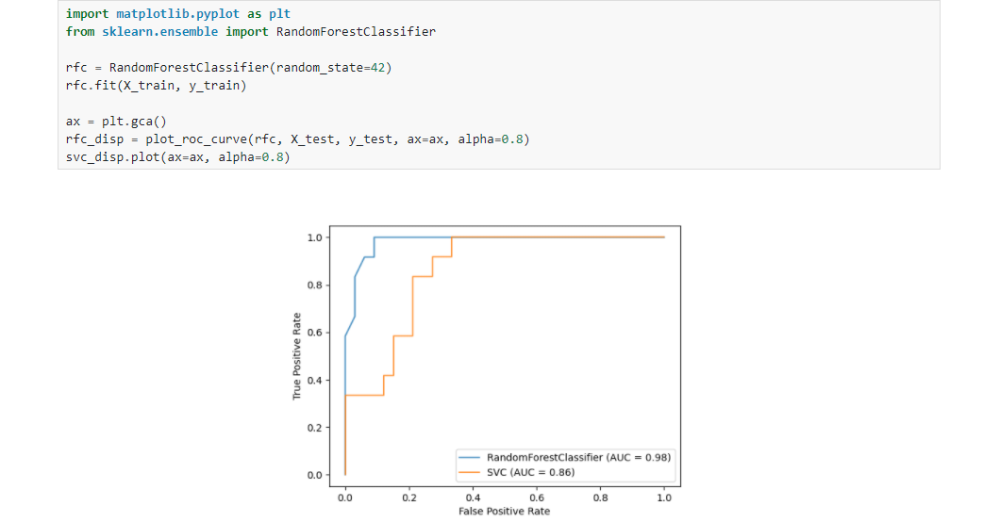 import matplotlib.pyplot as plt
from sklearn.ensemble import RandomForestClassifier
rfc = RandomForestClassifier(random_state=42)
rfc.fit(X_train, y_train)
ax = plt.gca()
rfc_disp = plot_roc_curve(rfc, X_test, y_test, ax=ax, alpha=0.8)
svc_disp.plot(ax=ax, alpha=0.8)
1.0
0.8
0.6
0.4
0.2
0.0
True Positive Rate
RandomForestClassifier (AUC = 0.98)
SVC (AUC = 0.86)
0.0 0.2 0.4 0.6 0.8 1.0
False Positive Rate